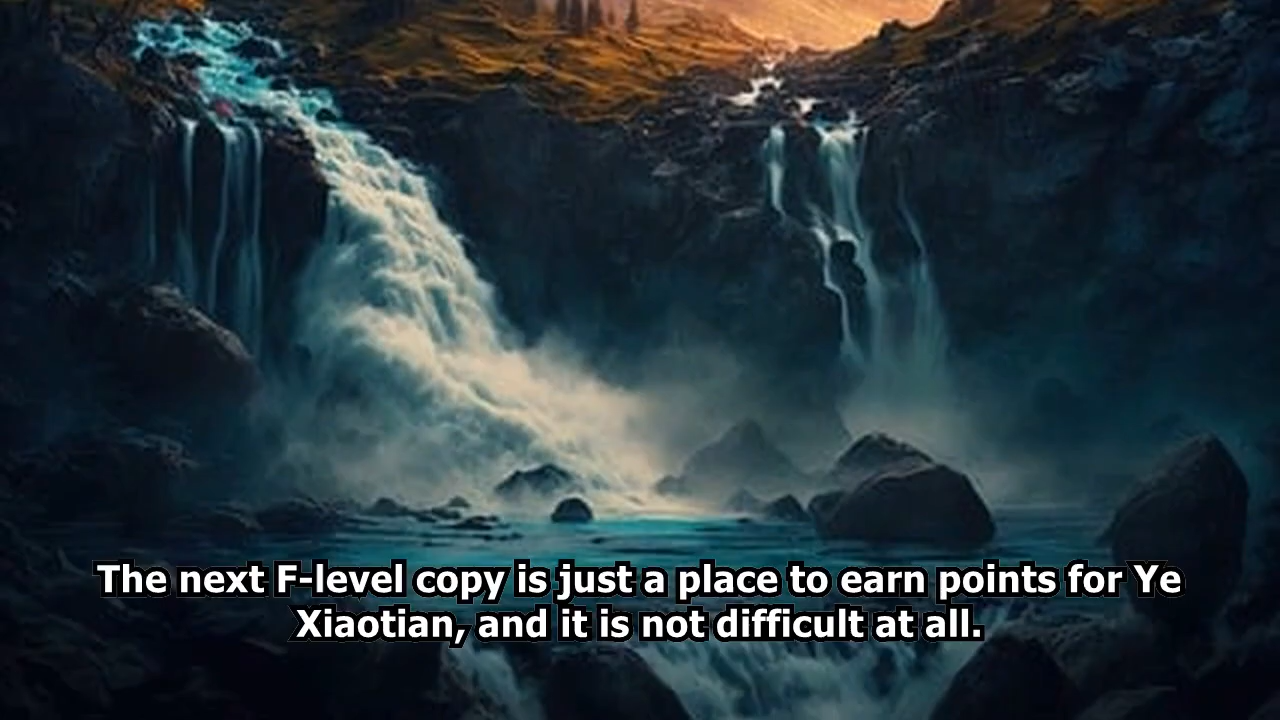 The next F-level copy is just a place to earn points for Ye
Xiaotian, and it is not difficult at all.